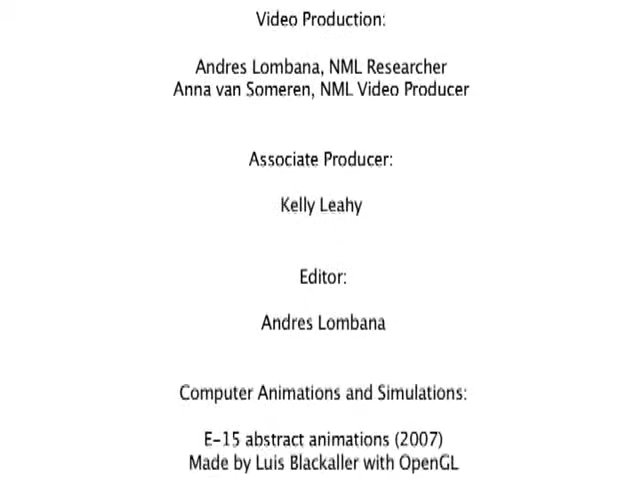 Video Production:
Andres Lombana, NML Researcher
Anna van Someren, NML Video Producer
Associate Producer:
Kelly Leahy
Editor:
Andres Lombana
Computer Animations and Simulations:
E-15 abstract animations (2007)
Made by Luis Blackaller with OpenGL